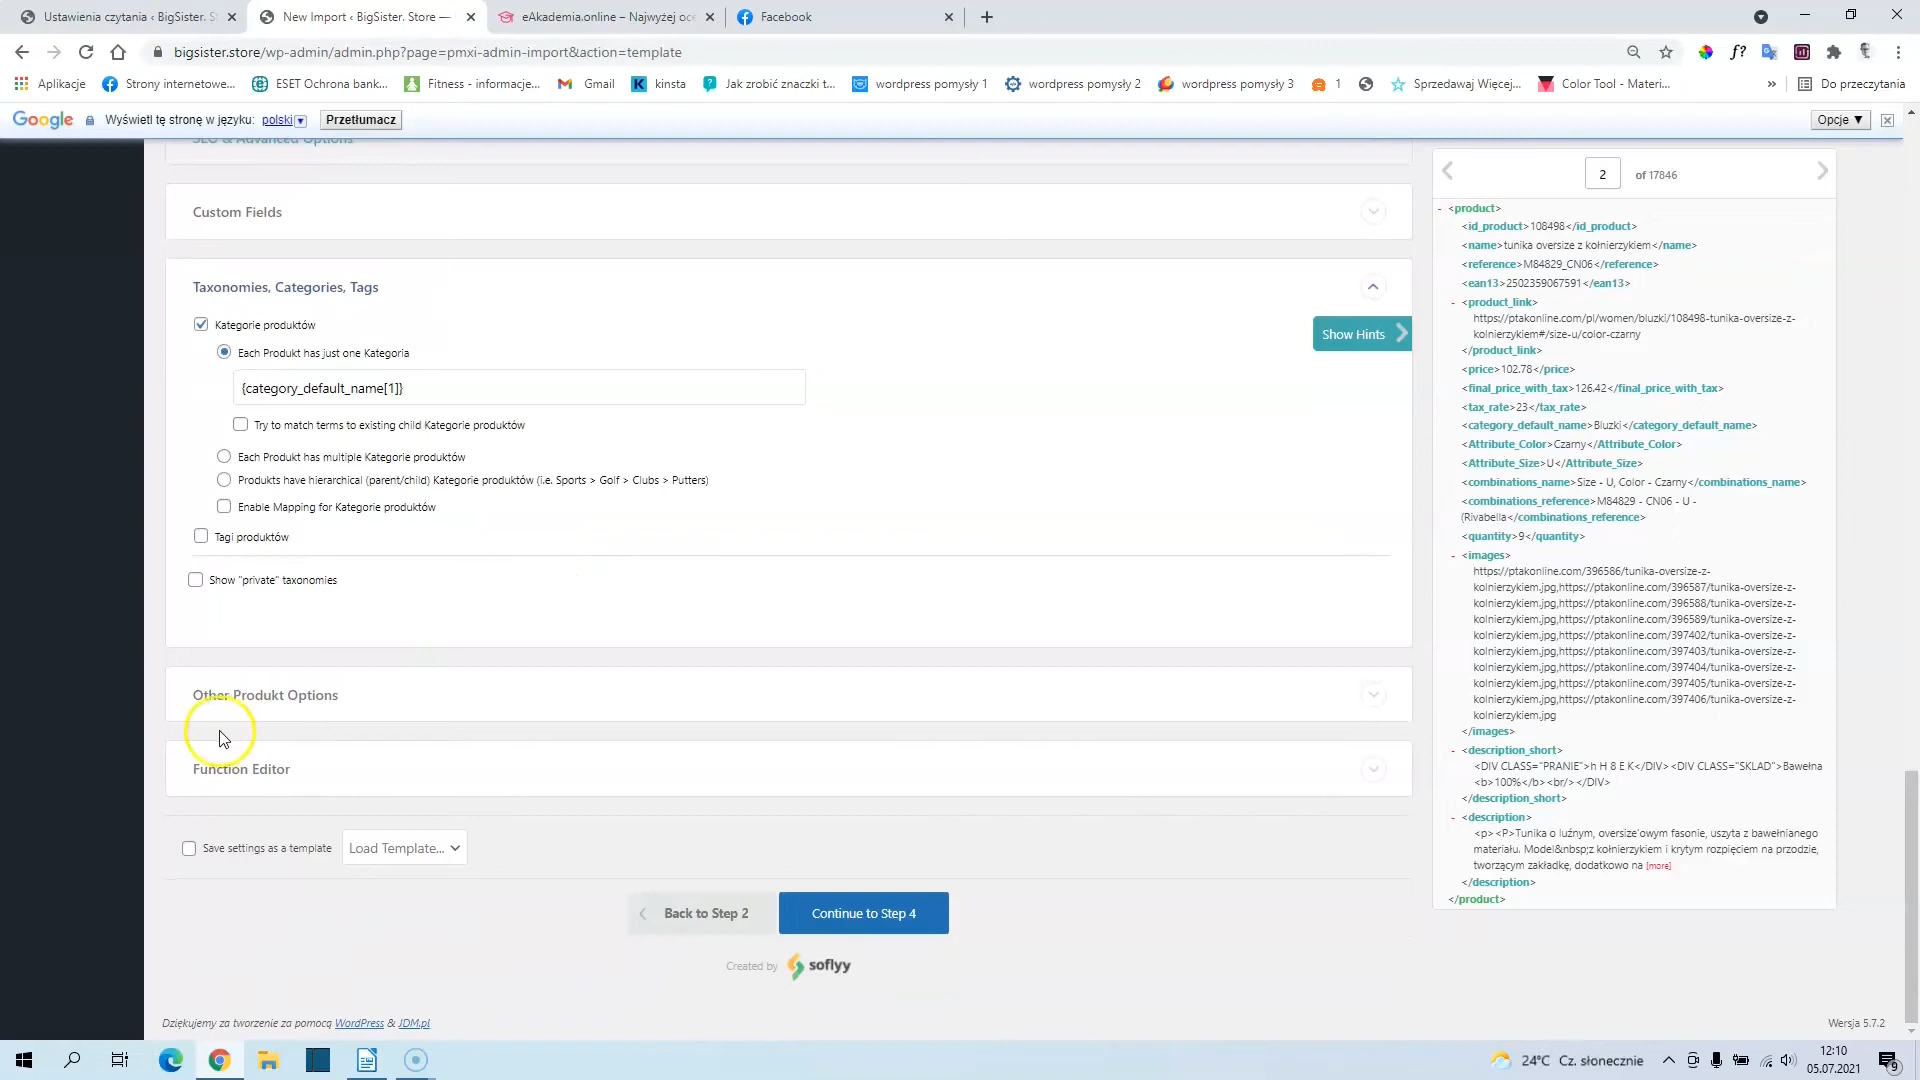 Ustawienia czytania ‹ BigSister. S
New Import ‹ BigSister. Store —
eAkademia.online – Najwyżej oce
Facebook
bigsister.store/wp-admin/admin.php?page=pmxi-admin-import&action=template
Aplikacje
Strony internetowe...
ESET Ochrona bank...
Fitness - informacje...
Gmail
kinsta
Jak zrobić znaczki t...
wordpress pomysły 1
wordpress pomysły 2
wordpress pomysły 3
1
Sprzedawaj Więcej,...
Color Tool - Materi...
»
Do przeczytania
Google
Wyświetl tę stronę w języku: polski
Przetłumacz
Opcje ▼
SEO & Advanced Options
Custom Fields
Taxonomies, Categories, Tags
Kategorie produktów
Show Hints
Each Produkt has just one Kategoria
{category_default_name[1]}
Try to match terms to existing child Kategorie produktów
Each Produkt has multiple Kategorie produktów
Produkts have hierarchical (parent/child) Kategorie produktów (i.e. Sports > Golf > Clubs > Putters)
Enable Mapping for Kategorie produktów
Tagi produktów
Show "private" taxonomies
Other Produkt Options
Function Editor
Save settings as a template
Load Template...
Back to Step 2
Continue to Step 4
Created by soflyy
Dziękujemy za tworzenie za pomocą WordPress & JDM.pl
Wersja 5.7.2
2 of 17846
- <product>
<id_product>108498</id_product>
<name>tunika oversize z kołnierzykiem</name>
<reference>M84829_CN06</reference>
<ean13>2502359067591</ean13>
- <product_link>
https://ptakonline.com/pl/women/bluzki/108498-tunika-oversize-z-
kolnierzykiem#/size-u/color-czarny
</product_link>
<price>102.78</price>
<final_price_with_tax>126.42</final_price_with_tax>
<tax_rate>23</tax_rate>
<category_default_name>Bluzki</category_default_name>
<Attribute_Color>Czarny</Attribute_Color>
<Attribute_Size>U</Attribute_Size>
<combinations_name>Size - U, Color - Czarny</combinations_name>
<combinations_reference>M84829 - CN06 - U -
(Rivabella</combinations_reference>
<quantity>9</quantity>
- <images>
https://ptakonline.com/396586/tunika-oversize-z-
kolnierzykiem.jpg,https://ptakonline.com/396587/tunika-oversize-z-
kolnierzykiem.jpg,https://ptakonline.com/396588/tunika-oversize-z-
kolnierzykiem.jpg,https://ptakonline.com/396589/tunika-oversize-z-
kolnierzykiem.jpg,https://ptakonline.com/397402/tunika-oversize-z-
kolnierzykiem.jpg,https://ptakonline.com/397403/tunika-oversize-z-
kolnierzykiem.jpg,https://ptakonline.com/397404/tunika-oversize-z-
kolnierzykiem.jpg,https://ptakonline.com/397405/tunika-oversize-z-
kolnierzykiem.jpg,https://ptakonline.com/397406/tunika-oversize-z-
kolnierzykiem.jpg
</images>
- <description_short>
<DIV CLASS="PRANIE">h H 8 E K</DIV><DIV CLASS="SKLAD">Bawełna
<b>100%</b><br/></DIV>
</description_short>
- <description>
<p><P>Tunika o luźnym, oversize'owym fasonie, uszyta z bawełnianego
materiału. Model&nbsp;z kołnierzykiem i krytym rozpięciem na przodzie,
tworzącym zakładkę, dodatkowo na [more]
</description>
</product>
24°C Cz. słonecznie
12:10
05.07.2021
9